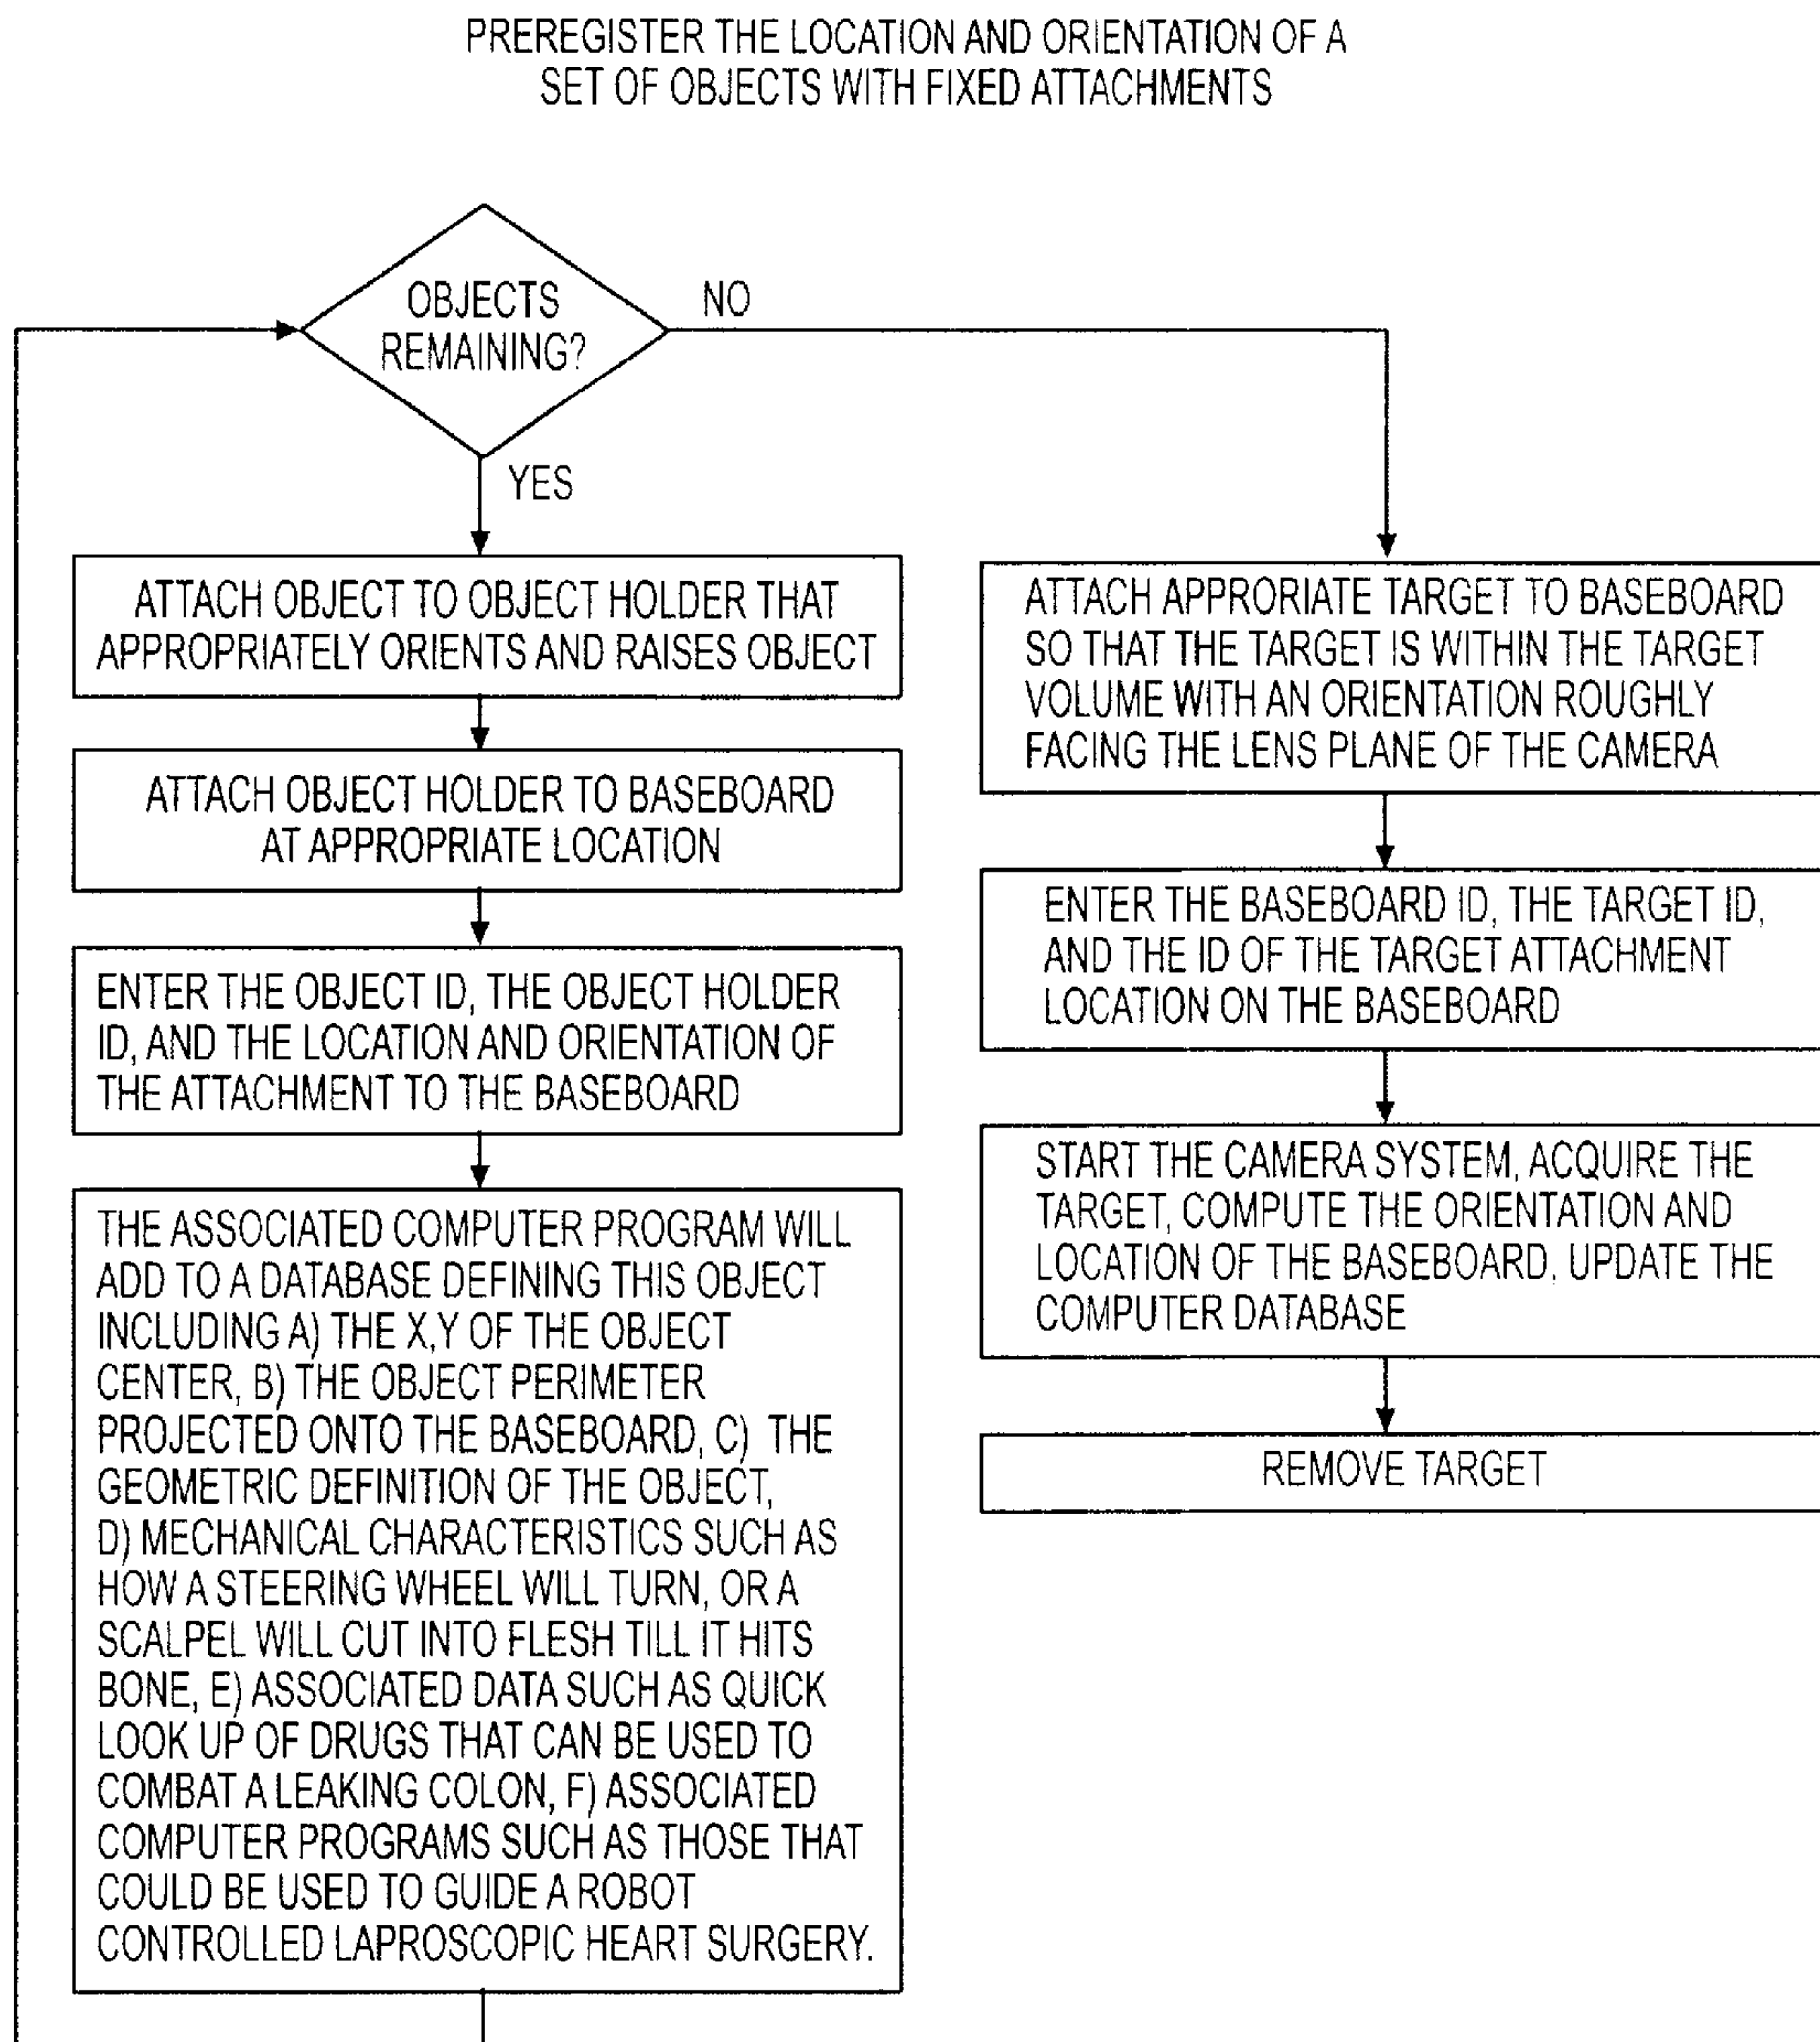 PREREGISTER THE LOCATION AND ORIENTATION OF A
SET OF OBJECTS WITH FIXED ATTACHMENTS
OBJECTS
REMAINING?
NO
YES
ATTACH OBJECT TO OBJECT HOLDER THAT
APPROPRIATELY ORIENTS AND RAISES OBJECT
ATTACH OBJECT HOLDER TO BASEBOARD
AT APPROPRIATE LOCATION
ENTER THE OBJECT ID, THE OBJECT HOLDER
ID, AND THE LOCATION AND ORIENTATION OF
THE ATTACHMENT TO THE BASEBOARD
THE ASSOCIATED COMPUTER PROGRAM WILL
ADD TO A DATABASE DEFINING THIS OBJECT
INCLUDING A) THE X,Y OF THE OBJECT
CENTER, B) THE OBJECT PERIMETER
PROJECTED ONTO THE BASEBOARD, C) THE
GEOMETRIC DEFINITION OF THE OBJECT,
D) MECHANICAL CHARACTERISTICS SUCH AS
HOW A STEERING WHEEL WILL TURN, OR A
SCALPEL WILL CUT INTO FLESH TILL IT HITS
BONE, E) ASSOCIATED DATA SUCH AS QUICK
LOOK UP OF DRUGS THAT CAN BE USED TO
COMBAT A LEAKING COLON, F) ASSOCIATED
COMPUTER PROGRAMS SUCH AS THOSE THAT
COULD BE USED TO GUIDE A ROBOT
CONTROLLED LAPROSCOPIC HEART SURGERY.
ATTACH APPRORIATE TARGET TO BASEBOARD
SO THAT THE TARGET IS WITHIN THE TARGET
VOLUME WITH AN ORIENTATION ROUGHLY
FACING THE LENS PLANE OF THE CAMERA
ENTER THE BASEBOARD ID, THE TARGET ID,
AND THE ID OF THE TARGET ATTACHMENT
LOCATION ON THE BASEBOARD
START THE CAMERA SYSTEM, ACQUIRE THE
TARGET, COMPUTE THE ORIENTATION AND
LOCATION OF THE BASEBOARD, UPDATE THE
COMPUTER DATABASE
REMOVE TARGET